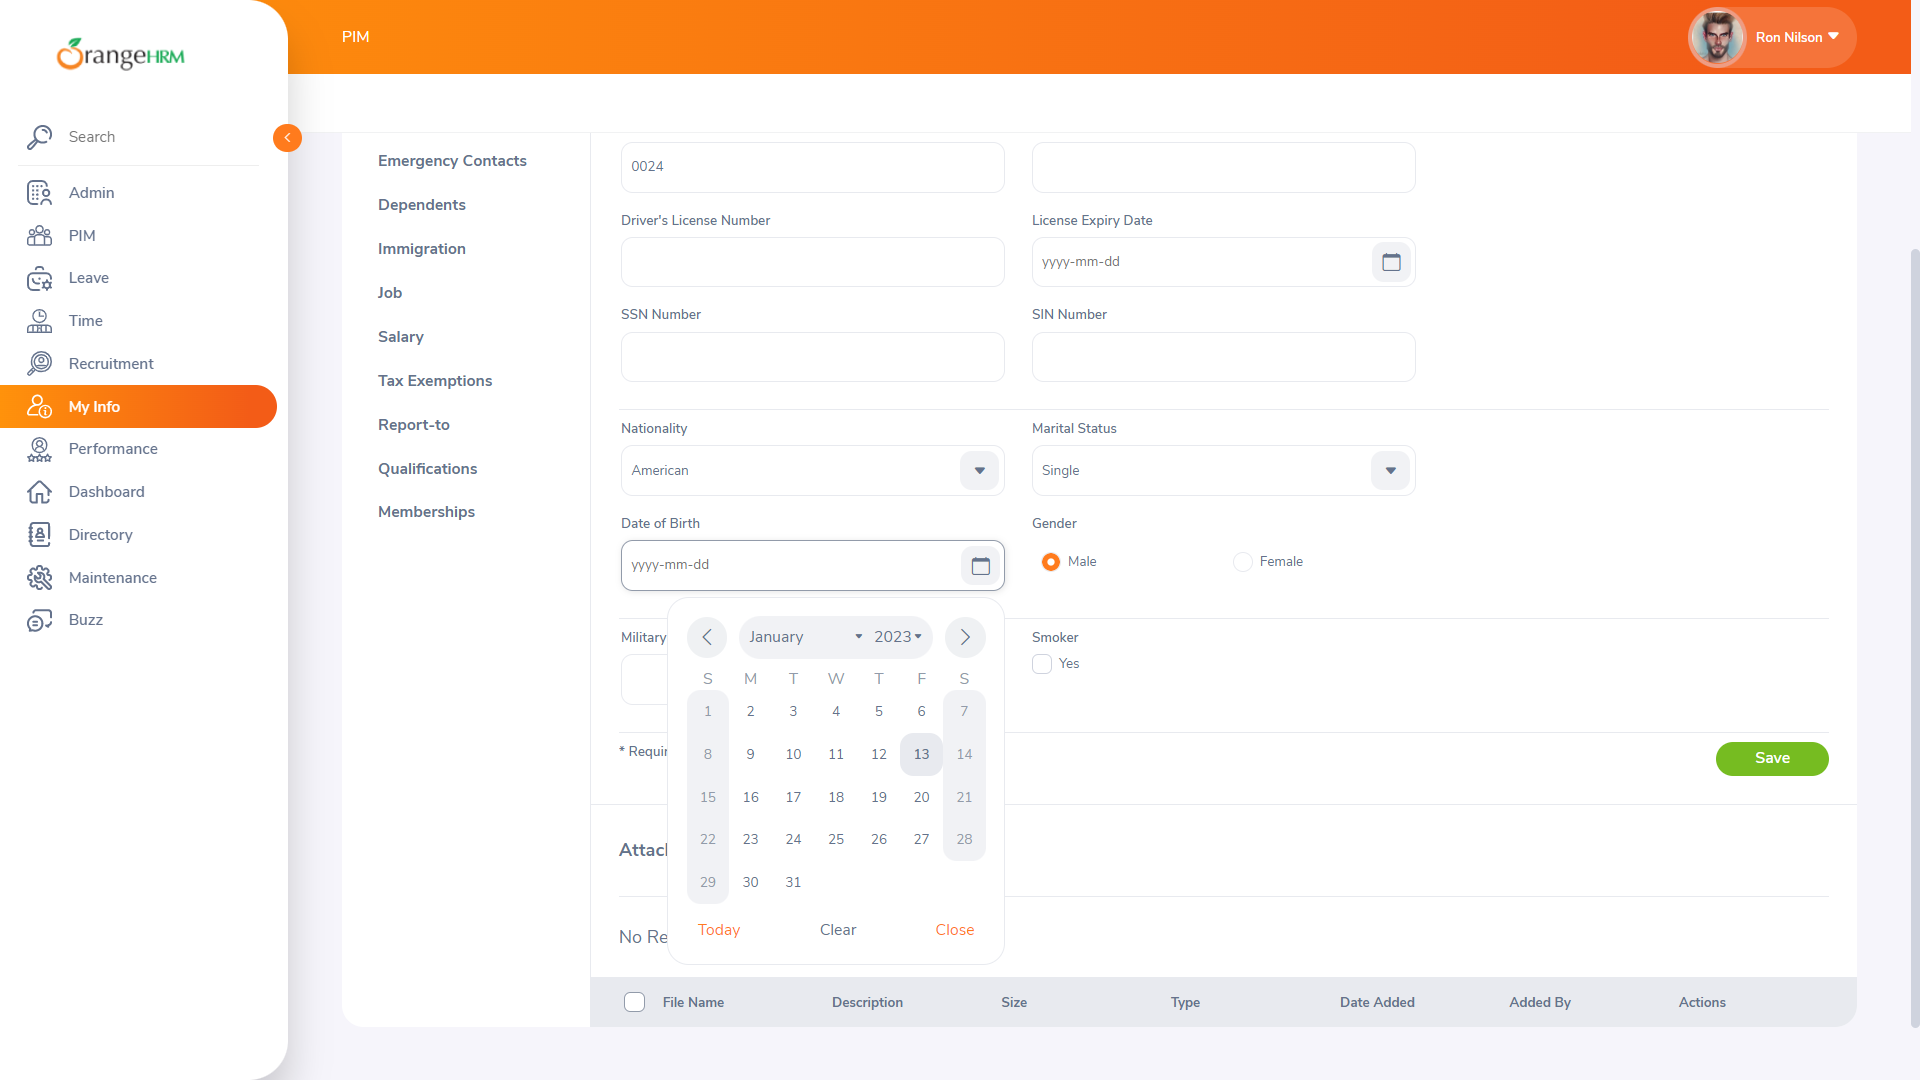 OrangeHRM
PIM
Ron Nilson
Search
Admin
PIM
Leave
Time
Recruitment
My Info
Performance
Dashboard
Directory
Maintenance
Buzz
Emergency Contacts
Dependents
Immigration
Job
Salary
Tax Exemptions
Report-to
Qualifications
Memberships
0024
Driver's License Number
License Expiry Date
yyyy-mm-dd
SSN Number
SIN Number
Nationality
Marital Status
American
Single
Date of Birth
Gender
yyyy-mm-dd
Male
Female
Military
Smoker
Yes
January 2023
S M T W T F S
1 2 3 4 5 6 7
8 9 10 11 12 13 14
15 16 17 18 19 20 21
22 23 24 25 26 27 28
29 30 31
Today Clear Close
* Requir
Save
Attach
No Re
File Name Description Size Type Date Added Added By Actions